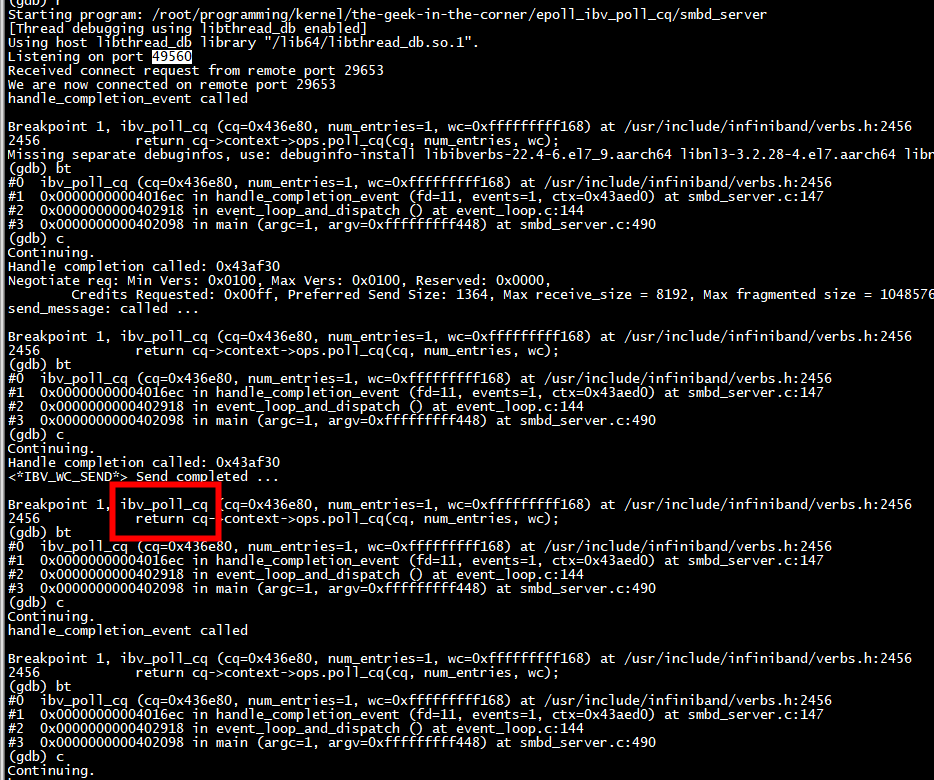 (gdb) r
Starting program: /root/programming/kernel/the-geek-in-the-corner/epoll_ibv_poll_cq/smbd_server
[Thread debugging using libthread_db enabled]
Using host libthread_db library "/lib64/libthread_db.so.1".
Listening on port 49560
Received connect request from remote port 29653
We are now connected on remote port 29653
handle_completion_event called
Breakpoint 1, ibv_poll_cq (cq=0x436e80, num_entries=1, wc=0xfffffffff168) at /usr/include/infiniband/verbs.h:2456
2456 return cq->context->ops.poll_cq(cq, num_entries, wc);
Missing separate debuginfos, use: debuginfo-install libibverbs-22.4-6.el7_9.aarch64 libnl3-3.2.28-4.el7.aarch64 libn
(gdb) bt
#0 ibv_poll_cq (cq=0x436e80, num_entries=1, wc=0xfffffffff168) at /usr/include/infiniband/verbs.h:2456
#1 0x00000000004016ec in handle_completion_event (fd=11, events=1, ctx=0x43aed0) at smbd_server.c:147
#2 0x0000000000402918 in event_loop_and_dispatch () at event_loop.c:144
#3 0x0000000000402098 in main (argc=1, argv=0xfffffffff448) at smbd_server.c:490
(gdb) c
Continuing.
Handle completion called: 0x43af30
Negotiate req: Min Vers: 0x0100, Max Vers: 0x0100, Reserved: 0x0000,
Credits Requested: 0x00ff, Preferred Send Size: 1364, Max receive_size = 8192, Max fragmented size = 1048576
send_message: called ...
Breakpoint 1, ibv_poll_cq (cq=0x436e80, num_entries=1, wc=0xfffffffff168) at /usr/include/infiniband/verbs.h:2456
2456 return cq->context->ops.poll_cq(cq, num_entries, wc);
(gdb) bt
#0 ibv_poll_cq (cq=0x436e80, num_entries=1, wc=0xfffffffff168) at /usr/include/infiniband/verbs.h:2456
#1 0x00000000004016ec in handle_completion_event (fd=11, events=1, ctx=0x43aed0) at smbd_server.c:147
#2 0x0000000000402918 in event_loop_and_dispatch () at event_loop.c:144
#3 0x0000000000402098 in main (argc=1, argv=0xfffffffff448) at smbd_server.c:490
(gdb) c
Continuing.
Handle completion called: 0x43af30
<*IBV_WC_SEND*> Send completed ...
Breakpoint 1, ibv_poll_cq (cq=0x436e80, num_entries=1, wc=0xfffffffff168) at /usr/include/infiniband/verbs.h:2456
2456 return cq->context->ops.poll_cq(cq, num_entries, wc);
(gdb) bt
#0 ibv_poll_cq (cq=0x436e80, num_entries=1, wc=0xfffffffff168) at /usr/include/infiniband/verbs.h:2456
#1 0x00000000004016ec in handle_completion_event (fd=11, events=1, ctx=0x43aed0) at smbd_server.c:147
#2 0x0000000000402918 in event_loop_and_dispatch () at event_loop.c:144
#3 0x0000000000402098 in main (argc=1, argv=0xfffffffff448) at smbd_server.c:490
(gdb) c
Continuing.
handle_completion_event called
Breakpoint 1, ibv_poll_cq (cq=0x436e80, num_entries=1, wc=0xfffffffff168) at /usr/include/infiniband/verbs.h:2456
2456 return cq->context->ops.poll_cq(cq, num_entries, wc);
(gdb) bt
#0 ibv_poll_cq (cq=0x436e80, num_entries=1, wc=0xfffffffff168) at /usr/include/infiniband/verbs.h:2456
#1 0x00000000004016ec in handle_completion_event (fd=11, events=1, ctx=0x43aed0) at smbd_server.c:147
#2 0x0000000000402918 in event_loop_and_dispatch () at event_loop.c:144
#3 0x0000000000402098 in main (argc=1, argv=0xfffffffff448) at smbd_server.c:490
(gdb) c
Continuing.